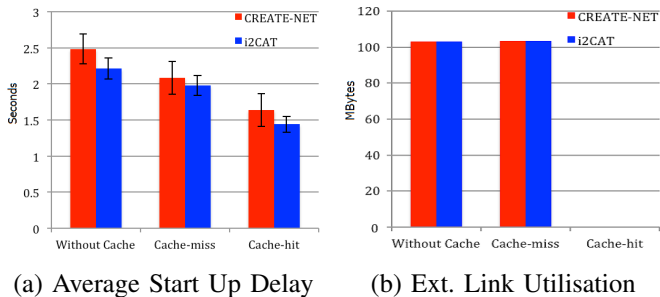 3
2.5
2
1.5
1
0.5
0
Seconds
CREATE-NET
i2CAT
Without Cache Cache-miss Cache-hit
(a) Average Start Up Delay
120
100
80
60
40
20
0
MBytes
CREATE-NET
i2CAT
Without Cache Cache-miss Cache-hit
(b) Ext. Link Utilisation